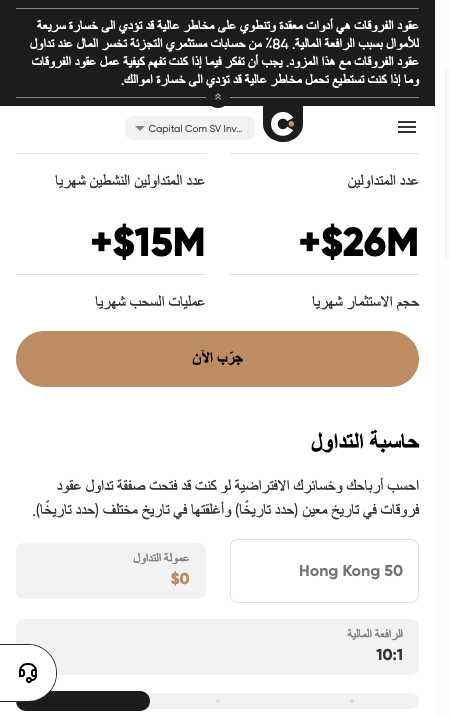 عقود الفروقات هي أدوات معقدة وتنطوي على مخاطر عالية قد تؤدي الى خسارة سريعة
للأموال بسبب الرافعة المالية. 84٪ من حسابات مستثمري التجزئة تخسر المال عند تداول
عقود الفروقات مع هذا المزود. يجب أن تفكر فيما إذا كنت تفهم كيفية عمل عقود الفروقات
وما إذا كنت تستطيع تحمل مخاطر عالية قد تؤدي الى خسارة اموالك.
Capital Com SV Inv...
عدد المتداولين
عدد المتداولين النشطين شهريا
+$26M
+$15M
حجم الاستثمار شهريا
عمليات السحب شهريا
جرّب الآن
حاسبة التداول
احسب أرباحك وخسائرك الافتراضية لو كنت قد فتحت صفقة تداول عقود
فروقات في تاريخ معين (حدد تاريخًا) وأغلقتها في تاريخ مختلف (حدد تاريخًا).
Hong Kong 50
عمولة التداول
$0
الرافعة المالية
10:1